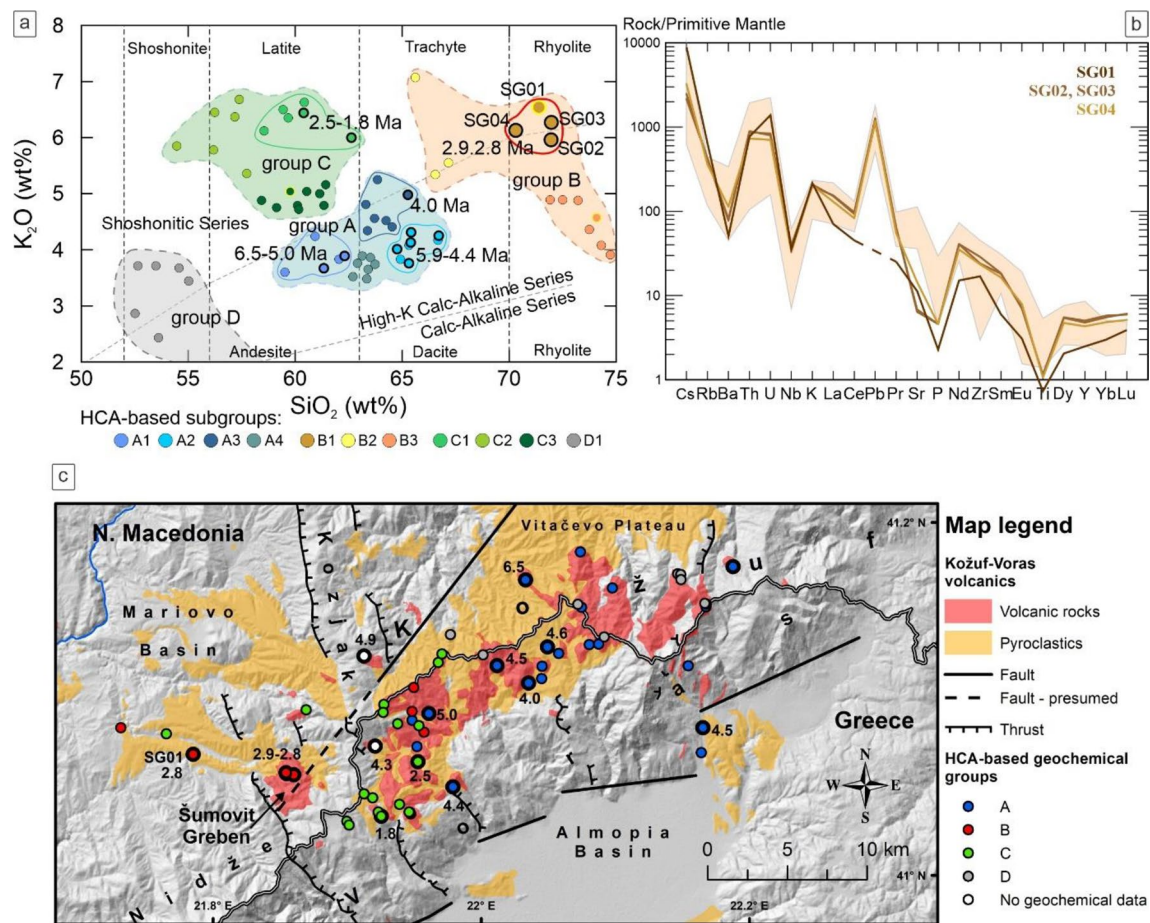 a
Shoshonite
Latite
Trachyte
Rhyolite
8
7
6
5
4
3
2
K₂O (wt%)
SG01
SG04
SG03
SG02
2.5-1.8 Ma
2.9.2.8 Ma
group C
group B
group A
4.0 Ma
Shoshonitic Series
6.5-5.0 Ma
5.9-4.4 Ma
group D
High-K Calc-Alkaline Series
Calc-Alkaline Series
Andesite
Dacite
Rhyolite
50
55
60
65
70
75
SiO₂ (wt%)
HCA-based subgroups:
A1 A2 A3 A4 B1 B2 B3 C1 C2 C3 D1
Rock/Primitive Mantle
b
10000
1000
100
10
1
SG01
SG02, SG03
SG04
Cs Rb Ba Th U Nb K La Ce Pb Pr Sr P Nd Zr Sm Eu Ti Dy Y Yb Lu
c
N. Macedonia
Vitačevo Plateau
41.2° N
Mariovo
Basin
Kozjak
Kožuf
6.5
4.9
4.6
4.5
4.0
5.0
4.5
Greece
SG01
2.8
2.9-2.8
4.3
2.5
4.4
1.8
Šumovit
Greben
Nidže
Voras
Almopia
Basin
N
W E
S
0 5 10 km
41° N
21.8° E
22° E
22.2° E
Map legend
Kožuf-Voras
volcanics
Volcanic rocks
Pyroclastics
Fault
Fault - presumed
Thrust
HCA-based geochemical
groups
A
B
C
D
No geochemical data